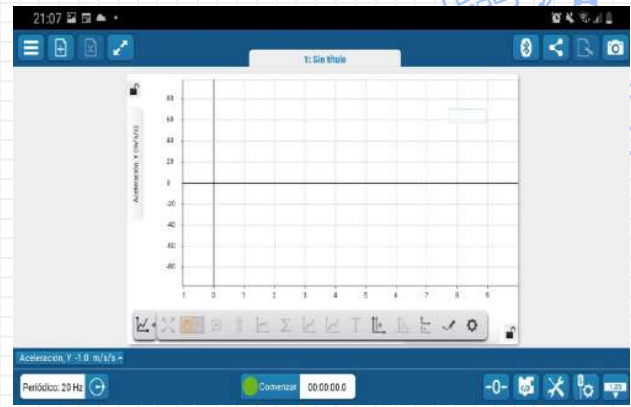 21:07
1: Sin título
Aceleración, Y (m/s/s)
80
60
40
20
0
-20
-40
-60
-80
1 0 1 2 3 4 5 6 7 8 9
T
Aceleración, Y -1.0 m/s/s
Periódico: 20 Hz
Comenzar 00:00:00.0
-0-
1.23